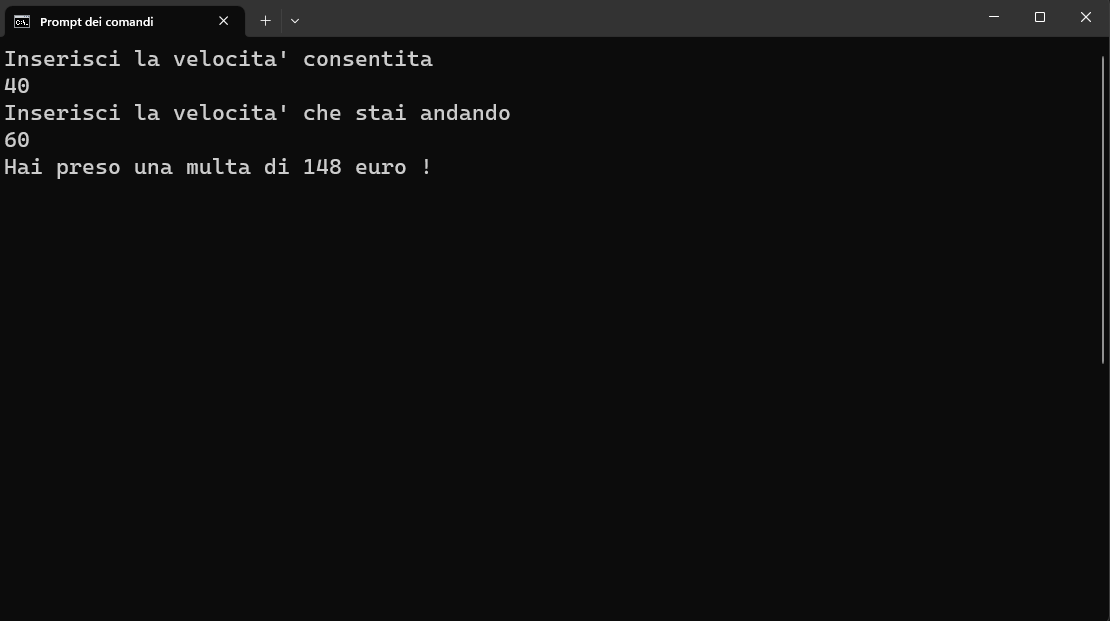 Prompt dei comandi
Inserisci la velocita' consentita
40
Inserisci la velocita' che stai andando
60
Hai preso una multa di 148 euro !